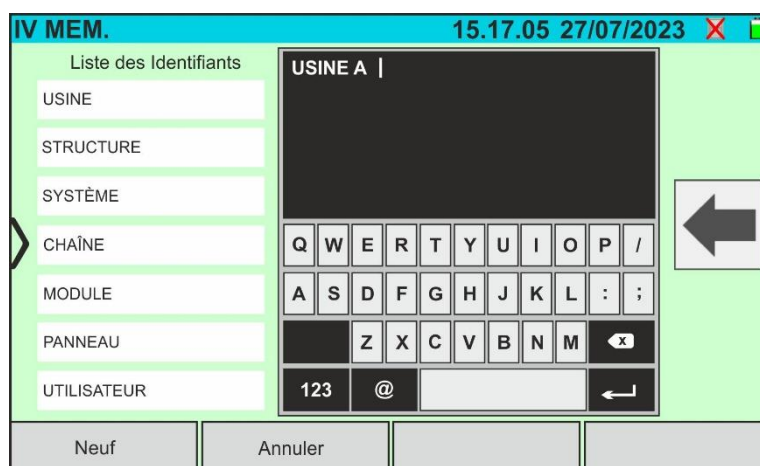 IV MEM. 15.17.05 27/07/2023
Liste des Identifiants
USINE
STRUCTURE
SYSTÈME
CHAÎNE
MODULE
PANNEAU
UTILISATEUR
USINE A |
Q W E R T Y U I O P /
A S D F G H J K L : ;
Z X C V B N M x
123 @
Neuf Annuler